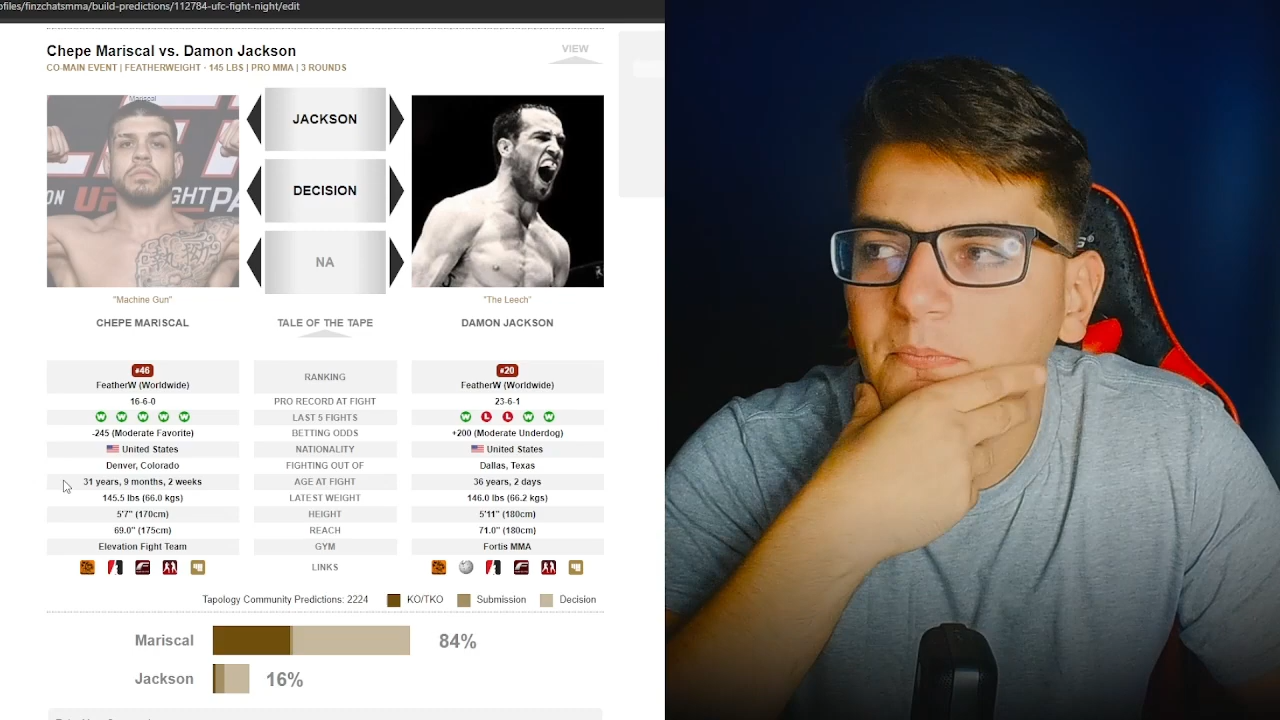 ofiles/finzchatsmma/build-predictions/112784-ufc-fight-night/edit
Chepe Mariscal vs. Damon Jackson
VIEW
CO-MAIN EVENT | FEATHERWEIGHT · 145 LBS | PRO MMA | 3 ROUNDS
Mariscal
ON UF GHT PA
JACKSON
DECISION
NA
"Machine Gun"
"The Leech"
CHEPE MARISCAL
TALE OF THE TAPE
DAMON JACKSON
#46
FeatherW (Worldwide)
RANKING
#20
FeatherW (Worldwide)
16-6-0
PRO RECORD AT FIGHT
23-6-1
W W W W W
LAST 5 FIGHTS
W L L W W
-245 (Moderate Favorite)
BETTING ODDS
+200 (Moderate Underdog)
United States
NATIONALITY
United States
Denver, Colorado
FIGHTING OUT OF
Dallas, Texas
31 years, 9 months, 2 weeks
AGE AT FIGHT
36 years, 2 days
145.5 lbs (66.0 kgs)
LATEST WEIGHT
146.0 lbs (66.2 kgs)
5'7" (170cm)
HEIGHT
5'11" (180cm)
69.0" (175cm)
REACH
71.0" (180cm)
Elevation Fight Team
GYM
Fortis MMA
LINKS
Tapology Community Predictions: 2224
KO/TKO
Submission
Decision
Mariscal
84%
Jackson
16%